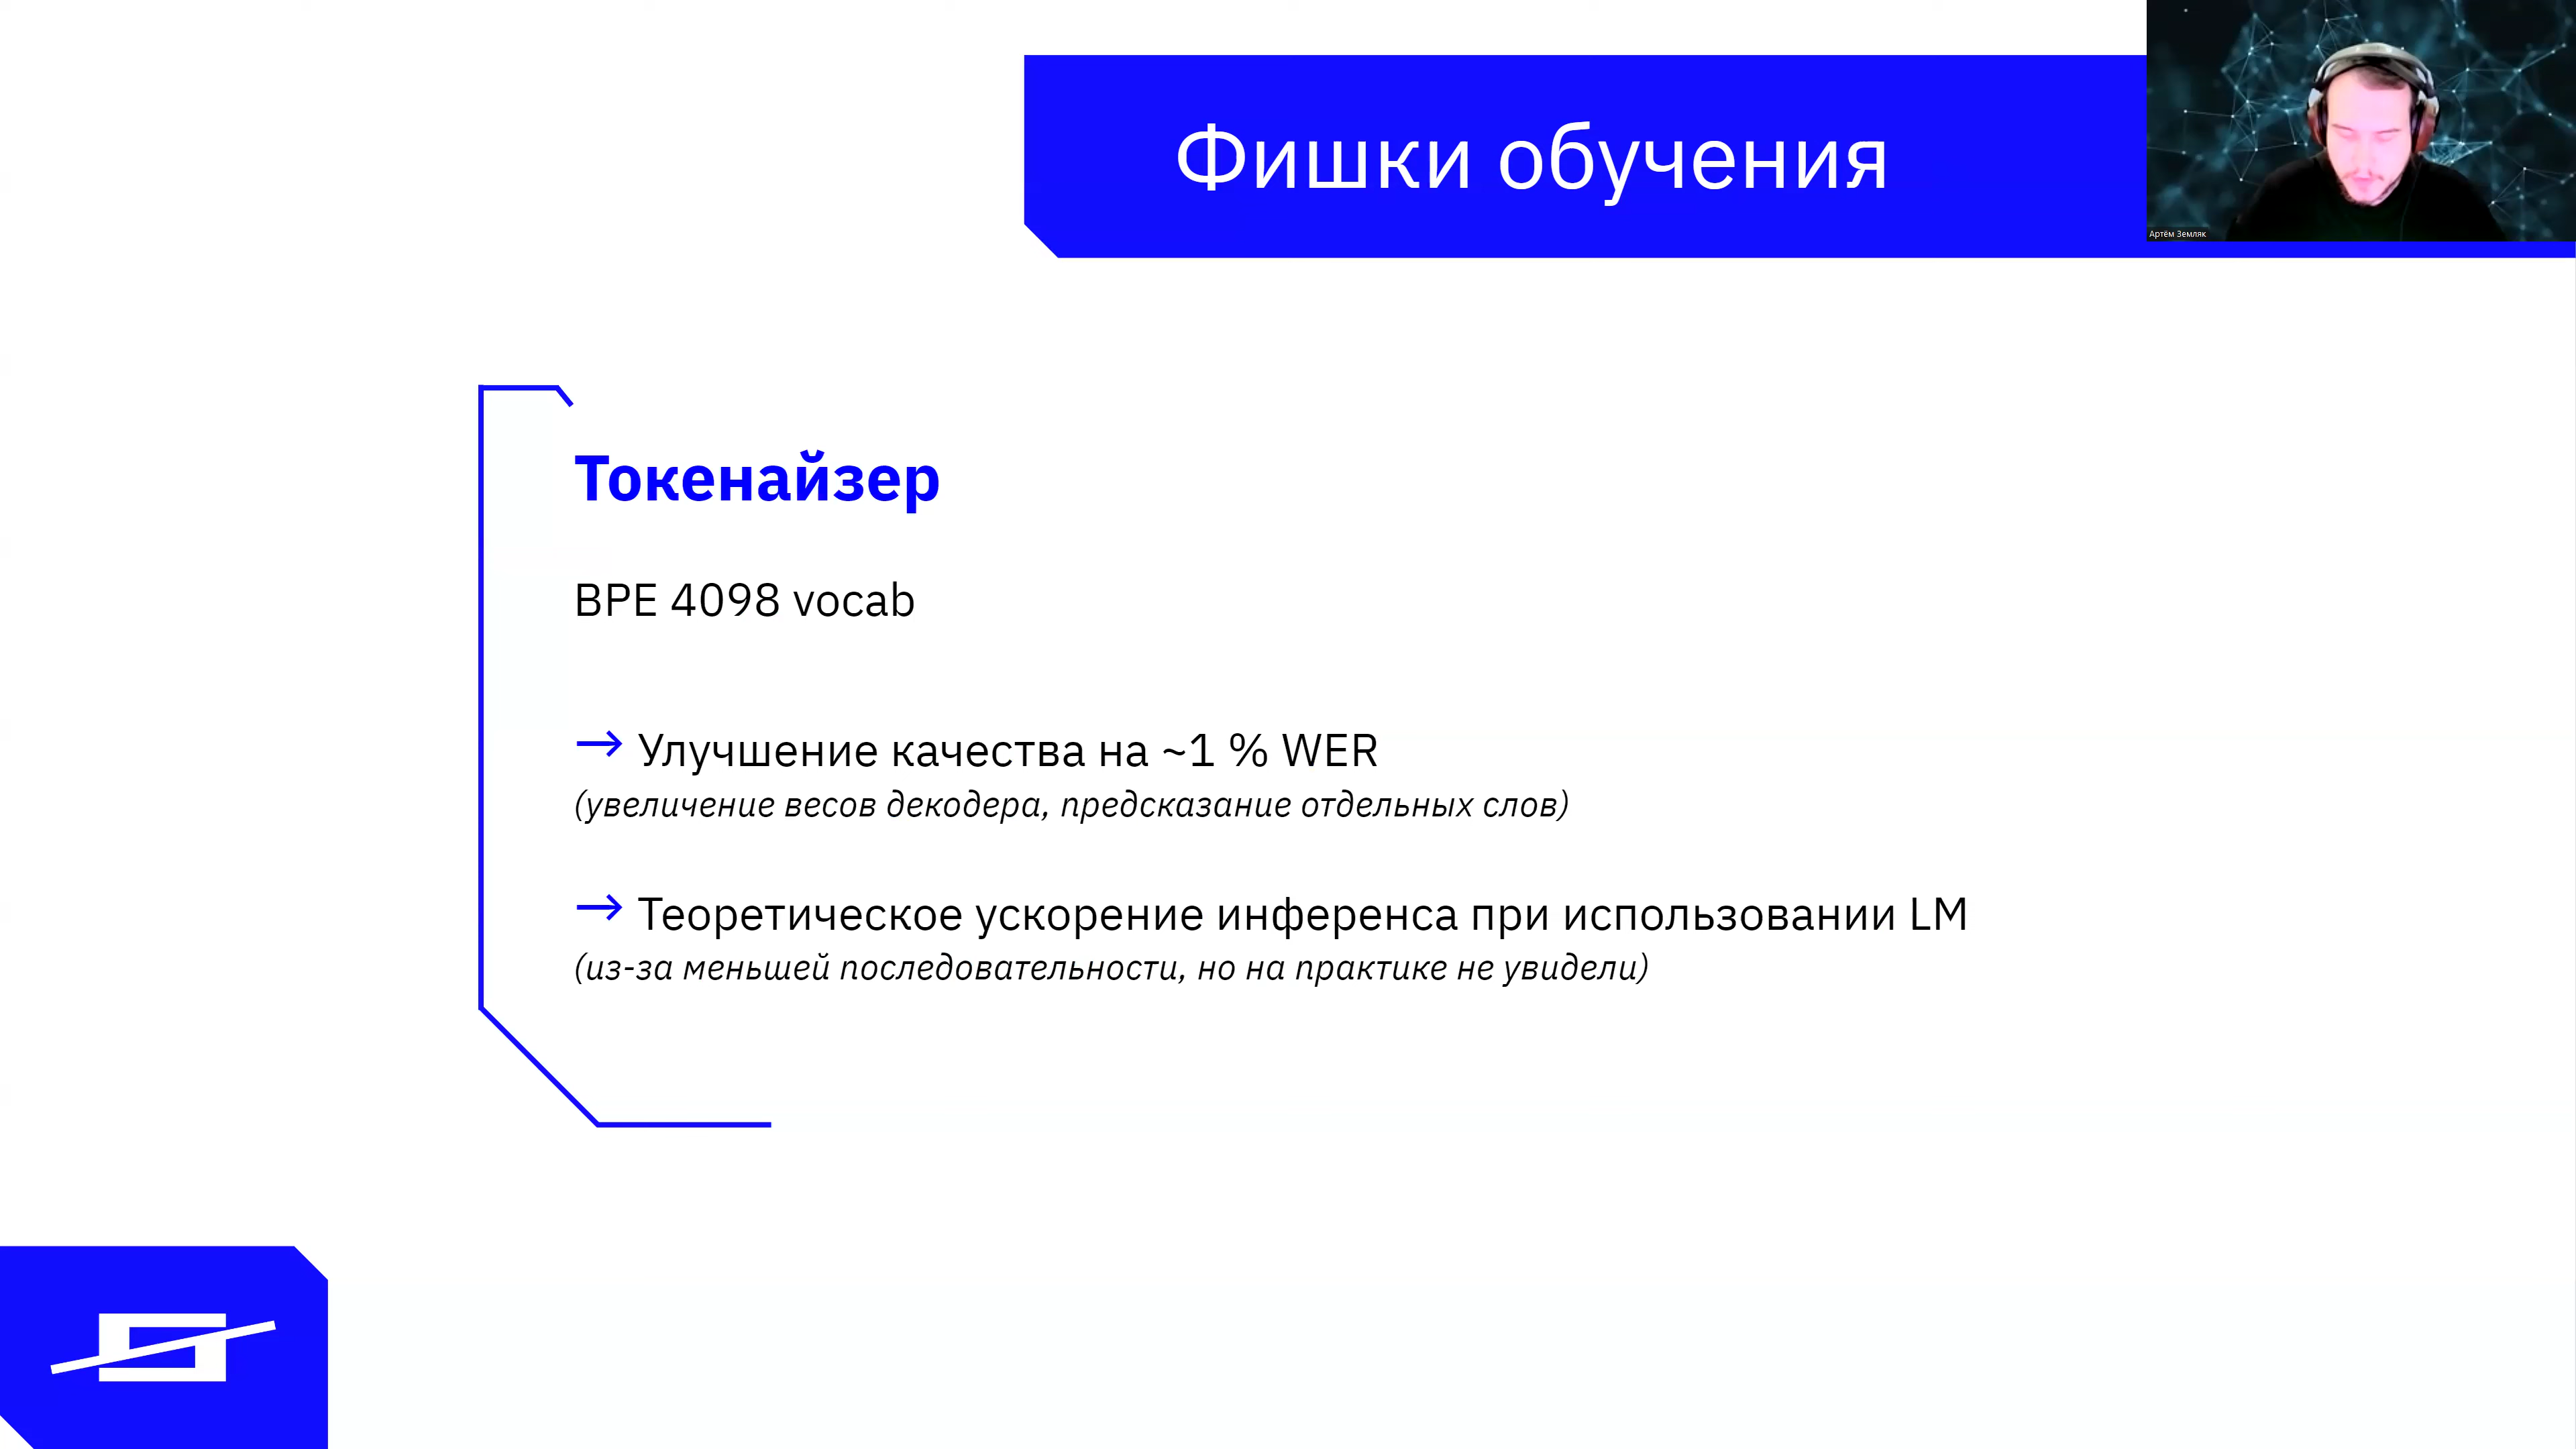 Фишки обучения
Артём Земляк
Токенайзер
BPE 4098 vocab
→ Улучшение качества на ~1 % WER
(увеличение весов декодера, предсказание отдельных слов)
→ Теоретическое ускорение инференса при использовании LM
(из-за меньшей последовательности, но на практике не увидели)